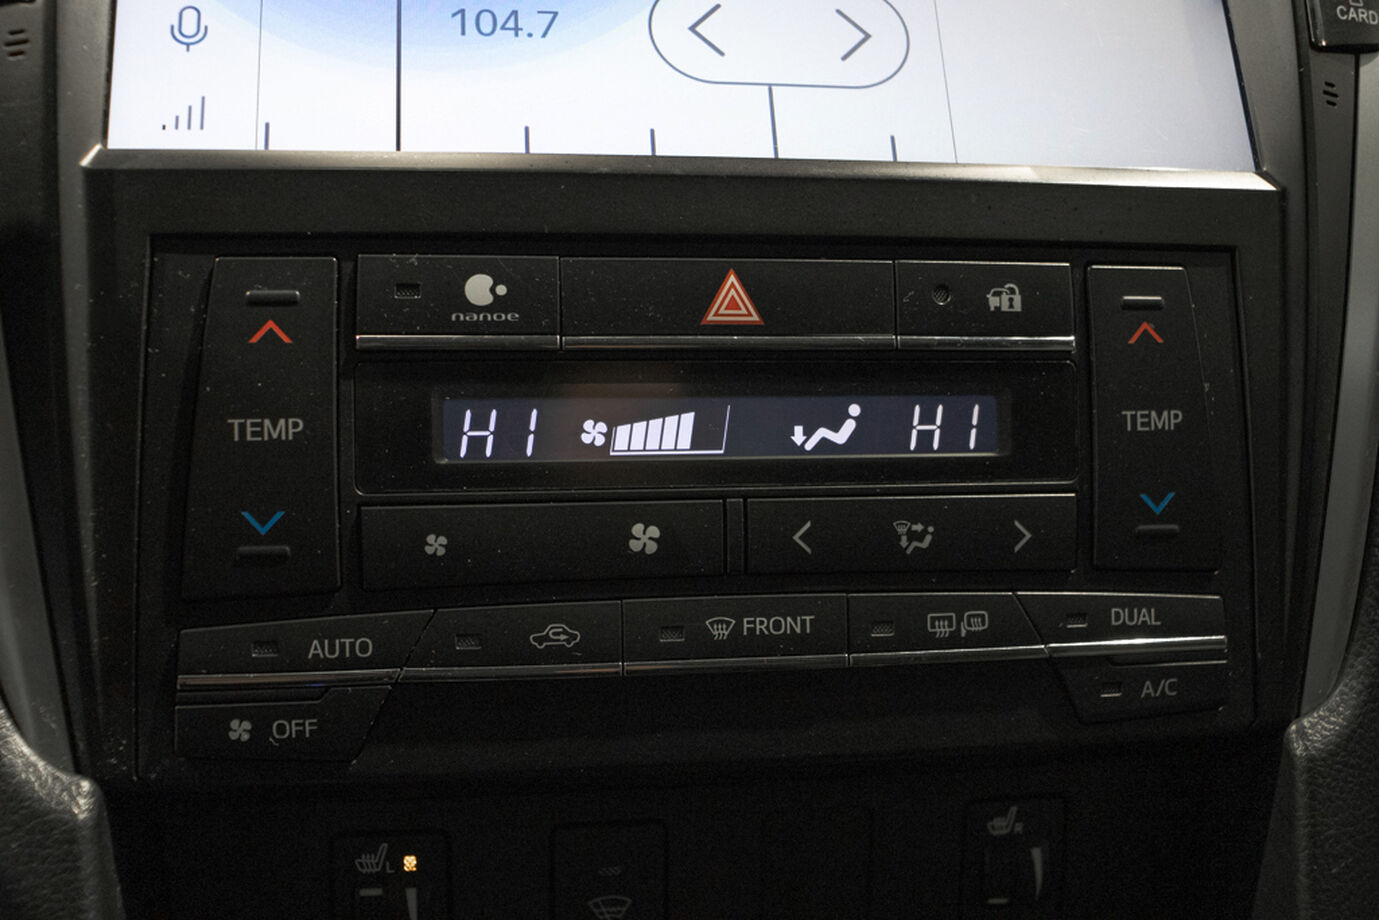 104.7
CARD
nanoe
TEMP
HI
HI
TEMP
AUTO
FRONT
DUAL
OFF
A/C
L
R